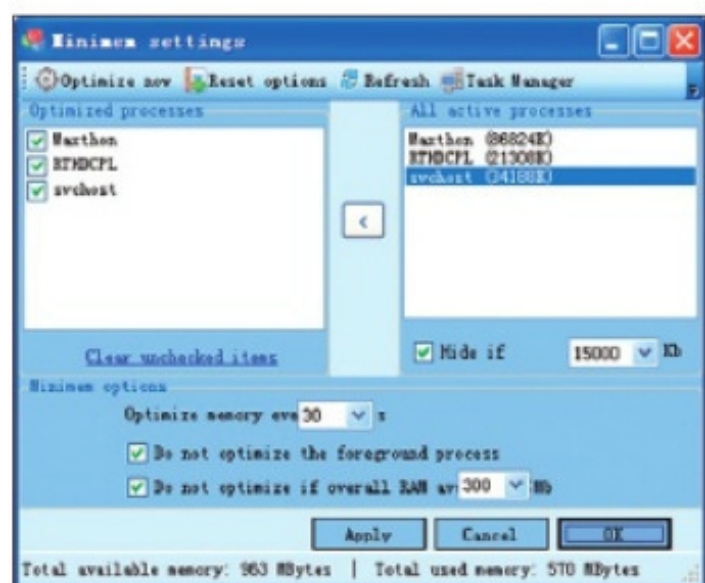 Minimem settings
Optimize now Reset options Refresh Task Manager
Optimized processes
Maxthon
RTHDCPL
svchost
<
All active processes
Maxthon (86824K)
RTHDCPL (21308K)
svchost (34188K)
Clear unchecked items
Hide if 15000 Kb
Minimem options
Optimize memory eve 30 s
Do not optimize the foreground process
Do not optimize if overall RAM av 300 Mb
Apply Cancel OK
Total available memory: 963 MBytes | Total used memory: 570 MBytes